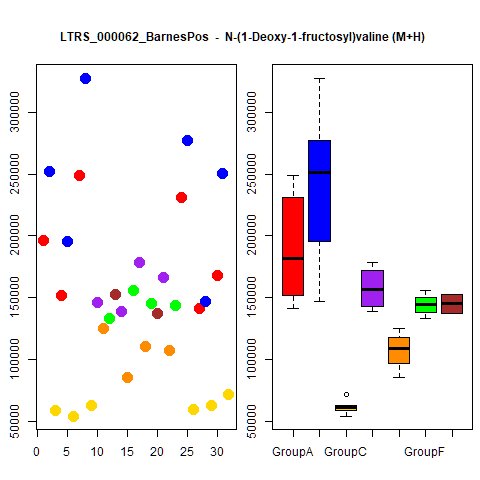 LTRS_000062_BarnesPos - N-(1-Deoxy-1-fructosyl)valine (M+H)
50000 100000 150000 200000 250000 300000
0 5 10 15 20 25 30
50000 100000 150000 200000 250000 300000
GroupA GroupC GroupF